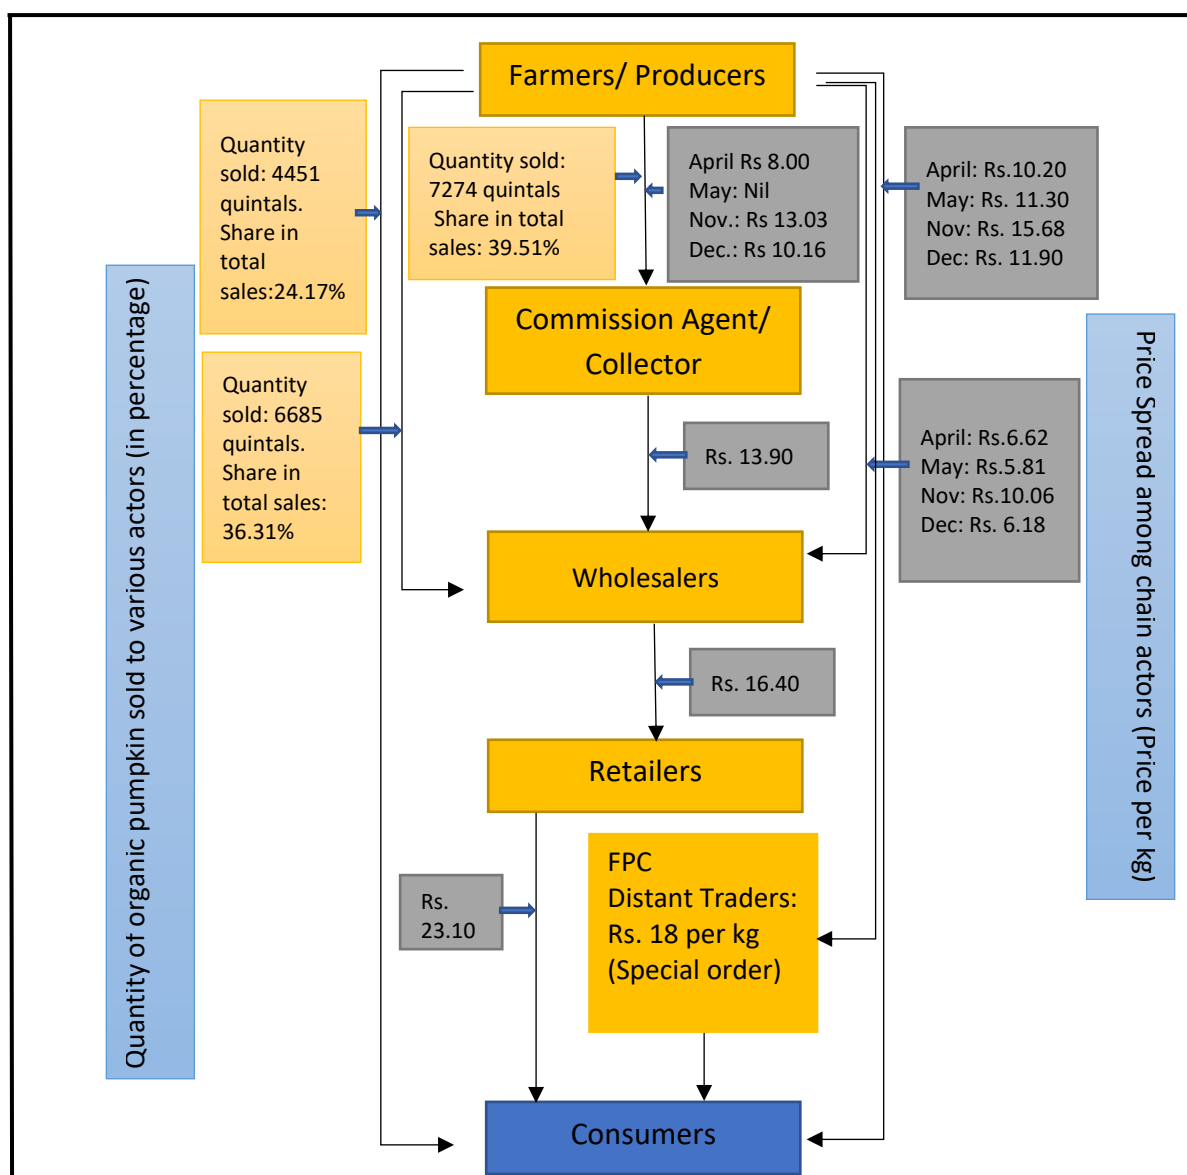 Farmers/ Producers
Quantity
sold: 4451
quintals.
Share in
total
sales:24.17%
Quantity sold:
7274 quintals
Share in total
sales: 39.51%
April Rs 8.00
May: Nil
Nov.: Rs 13.03
Dec.: Rs 10.16
April: Rs.10.20
May: Rs. 11.30
Nov: Rs. 15.68
Dec: Rs. 11.90
Quantity of organic pumpkin sold to various actors (in percentage)
Commission Agent/
Collector
Price Spread among chain actors (Price per kg)
Quantity
sold: 6685
quintals.
Share in
total sales:
36.31%
Rs. 13.90
April: Rs.6.62
May: Rs.5.81
Nov: Rs.10.06
Dec: Rs. 6.18
Wholesalers
Rs. 16.40
Retailers
Rs.
23.10
FPC
Distant Traders:
Rs. 18 per kg
(Special order)
Consumers